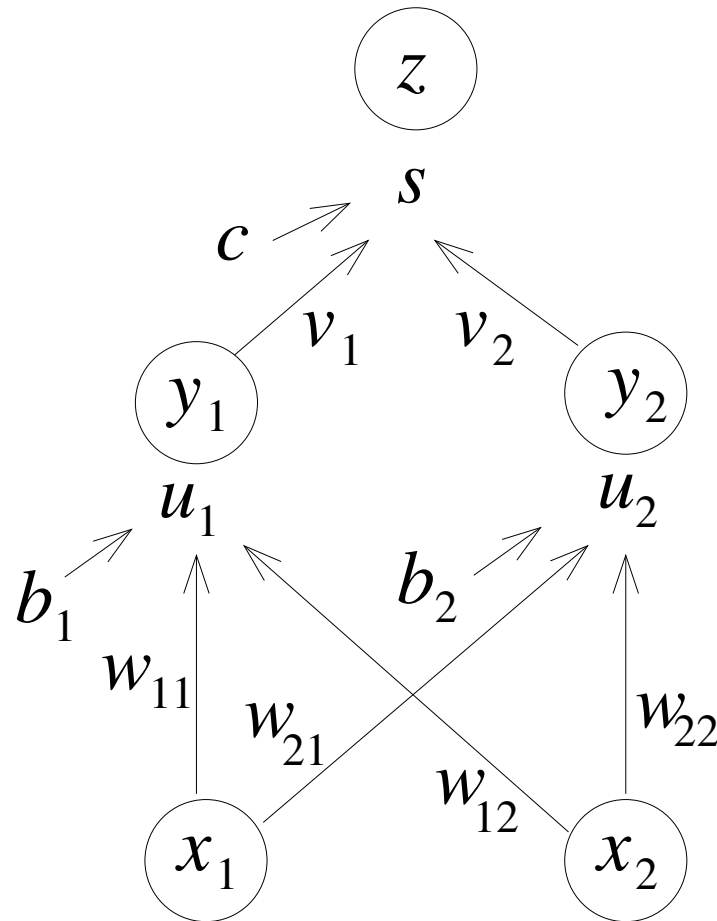 z
s
c
v₁ v₂
y₁ y₂
u₁ u₂
b₁ b₂
w₁₁ w₂₁ w₁₂ w₂₂
x₁ x₂